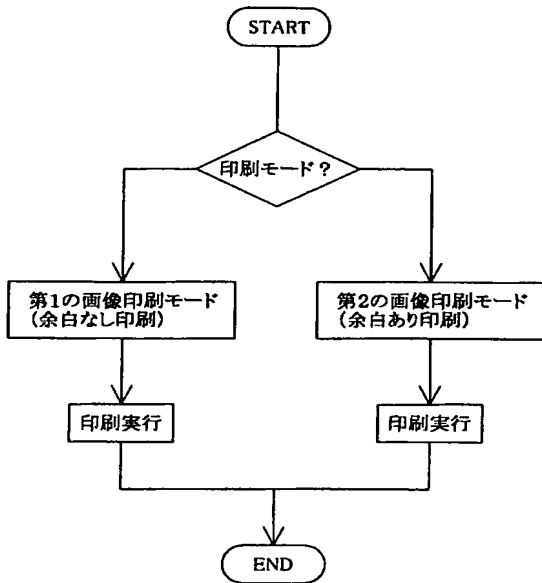 START
印刷モード？
第1の画像印刷モード
(余白なし印刷)
第2の画像印刷モード
(余白あり印刷)
印刷実行
印刷実行
END